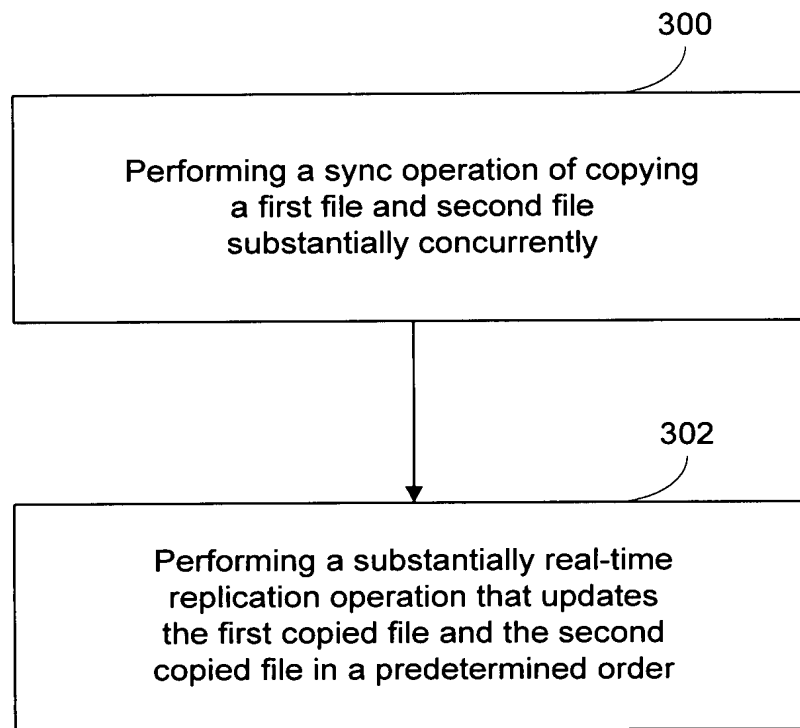 300
Performing a sync operation of copying
a first file and second file
substantially concurrently
302
Performing a substantially real-time
replication operation that updates
the first copied file and the second
copied file in a predetermined order